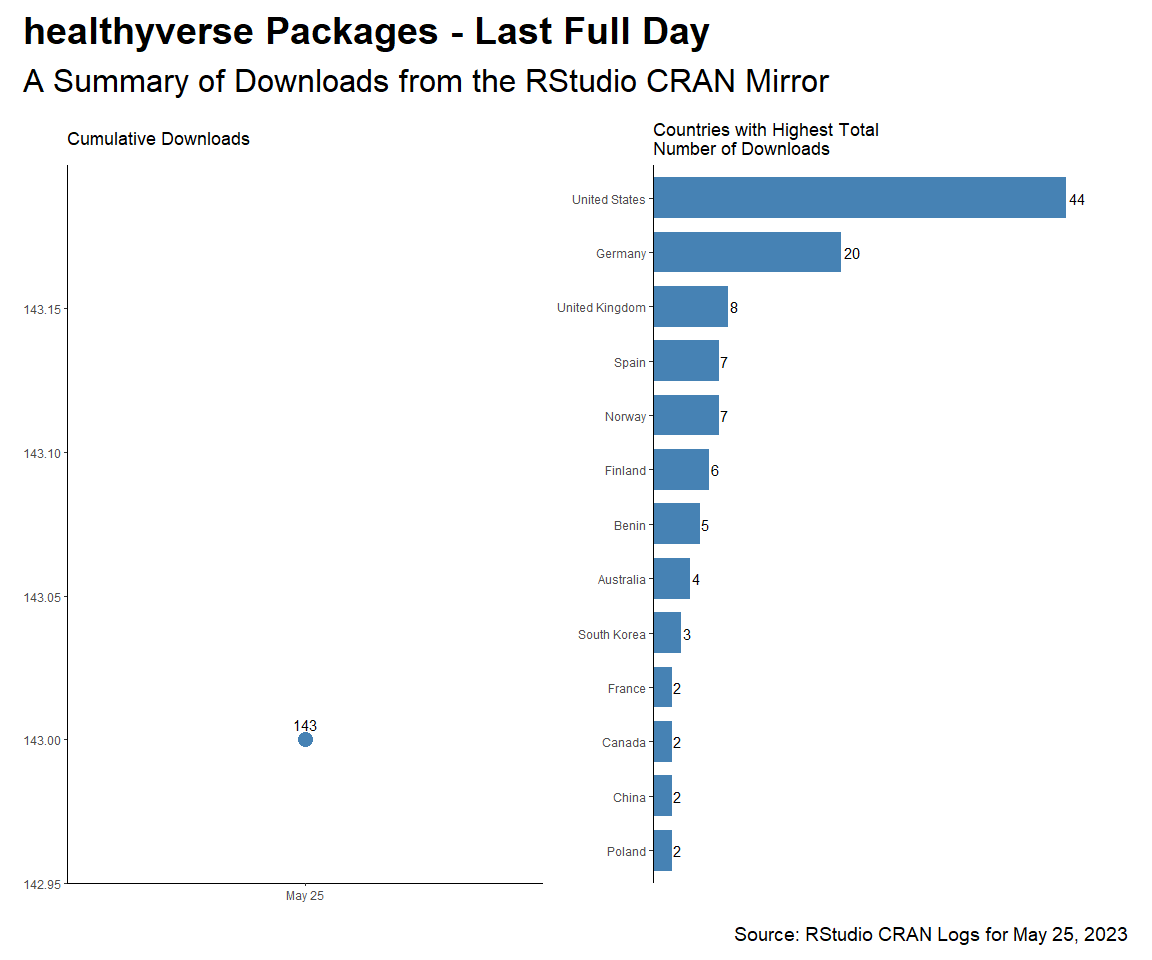 healthyverse Packages - Last Full Day
A Summary of Downloads from the RStudio CRAN Mirror
Cumulative Downloads
143.15
143.10
143.05
143.00
142.95
143
May 25
Countries with Highest Total
Number of Downloads
United States 44
Germany 20
United Kingdom 8
Spain 7
Norway 7
Finland 6
Benin 5
Australia 4
South Korea 3
France 2
Canada 2
China 2
Poland 2
Source: RStudio CRAN Logs for May 25, 2023